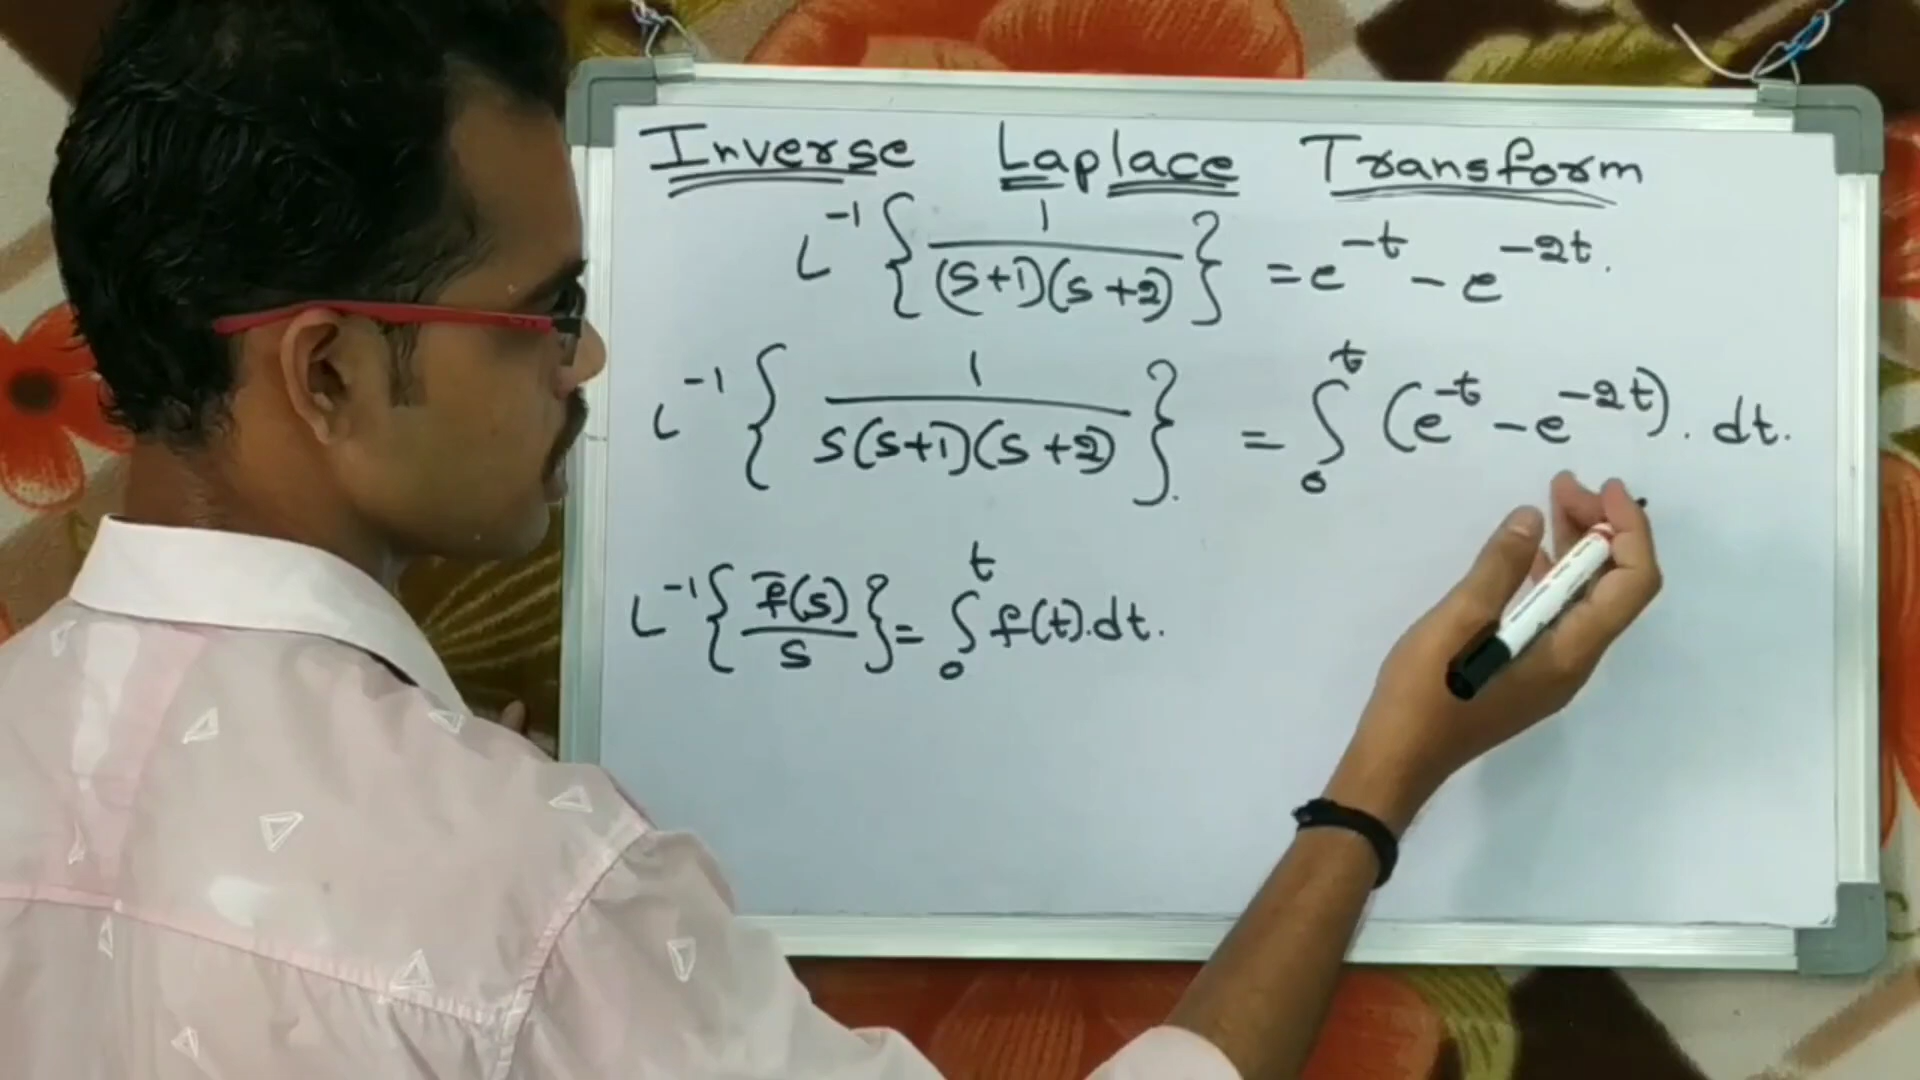 Inverse Laplace Transform
L⁻¹{1/((s+1)(s+2))} = e^{-t} - e^{-2t}.
L⁻¹{1/(s(s+1)(s+2))}. = ∫₀ᵗ (e^{-t} - e^{-2t}). dt.
L⁻¹{f̄(s)/s} = ∫₀ᵗ f(t).dt.